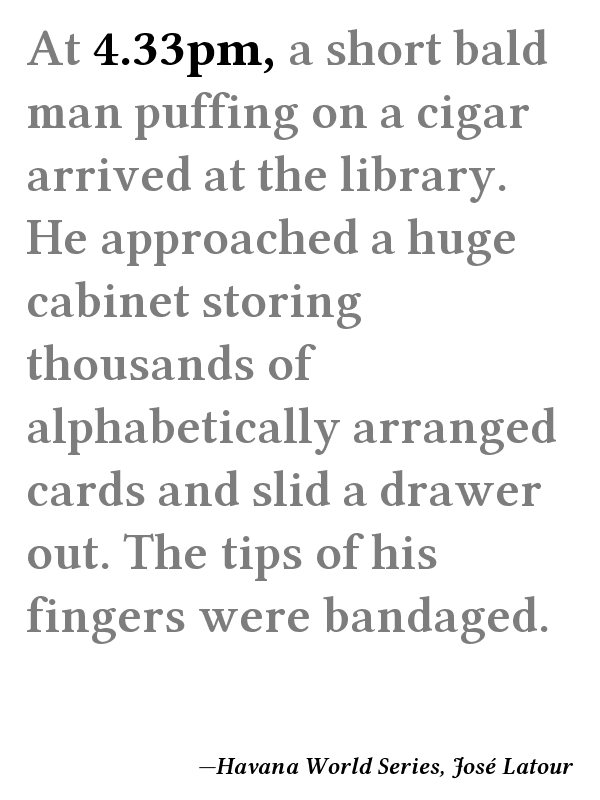 At 4.33pm, a short bald
man puffing on a cigar
arrived at the library.
He approached a huge
cabinet storing
thousands of
alphabetically arranged
cards and slid a drawer
out. The tips of his
fingers were bandaged.
—Havana World Series, José Latour